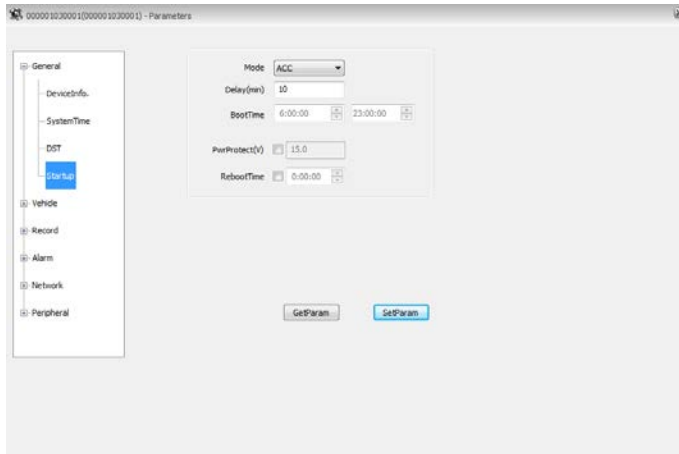 000001030001(000001030001) - Parameters
General
DeviceInfo.
SystemTime
DST
Startup
Vehicle
Record
Alarm
Network
Peripheral
Mode ACC
Delay(min) 10
BootTime 6:00:00 23:00:00
PwrProtect(V) 15.0
RebootTime 0:00:00
GetParam SetParam